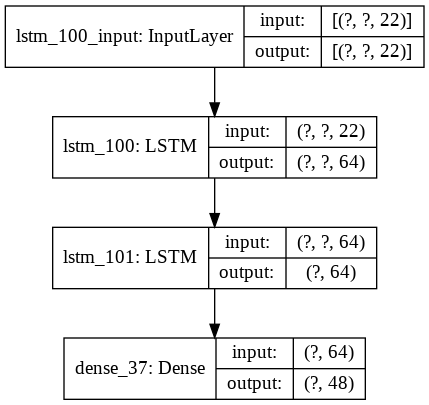 lstm_100_input: InputLayer
input: [(?, ?, 22)]
output: [(?, ?, 22)]
lstm_100: LSTM
input: (?, ?, 22)
output: (?, ?, 64)
lstm_101: LSTM
input: (?, ?, 64)
output: (?, 64)
dense_37: Dense
input: (?, 64)
output: (?, 48)